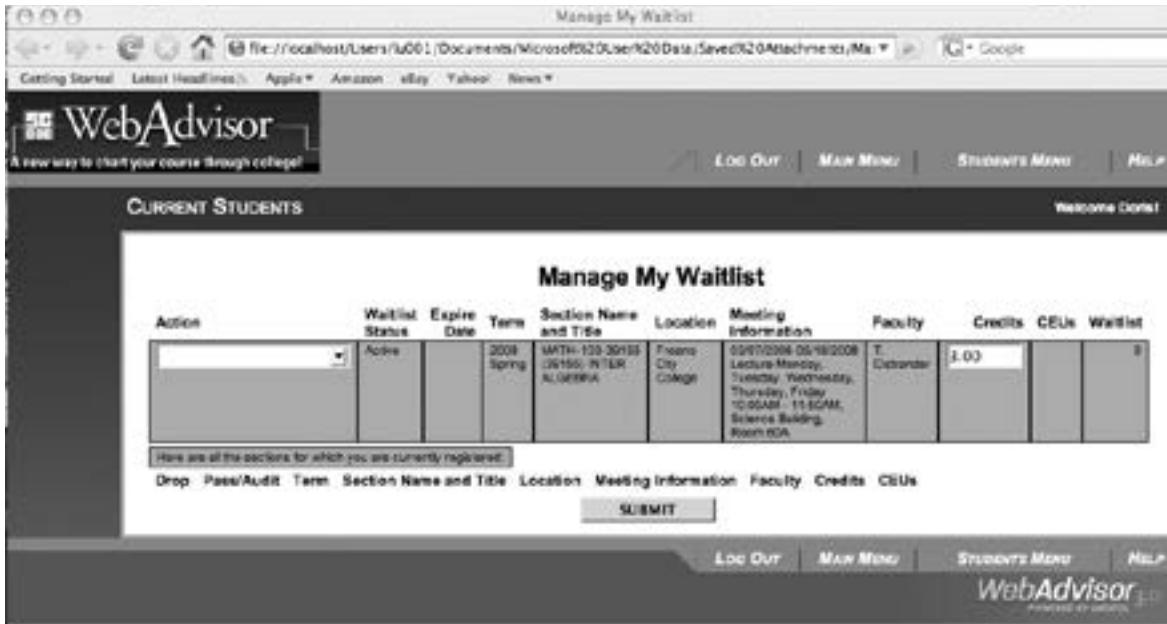 Manage My Waitlist
Google
Getting Started Latest Headlines Apple Amazon eBay Yahoo! News
WebAdvisor
A new way to chart your course through college!
LOG OUT MAIN MENU STUDENTS MENU HELP
CURRENT STUDENTS
Welcome
Manage My Waitlist
Action Waitlist Status Expire Date Term Section Name and Title Location Meeting Information Faculty Credits CEUs Waitlist
Active 2008 Spring INTER ALGEBRA Fresno City College
Lecture Monday, Tuesday, Wednesday, Thursday, Friday
Science Building, Room
T.
3.00
Here are all the sections for which you are currently registered.
Drop Pass/Audit Term Section Name and Title Location Meeting Information Faculty Credits CEUs
SUBMIT
LOG OUT MAIN MENU STUDENTS MENU HELP
WebAdvisor